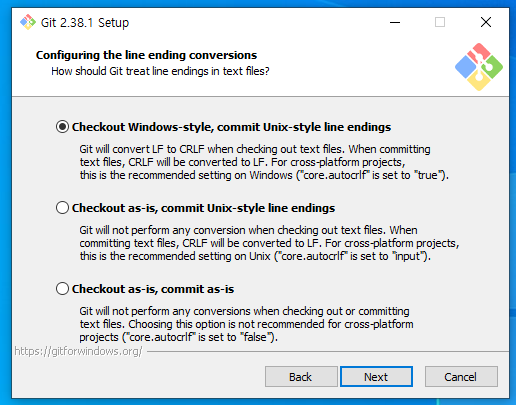 Git 2.38.1 Setup
Configuring the line ending conversions
How should Git treat line endings in text files?
Checkout Windows-style, commit Unix-style line endings
Git will convert LF to CRLF when checking out text files. When committing
text files, CRLF will be converted to LF. For cross-platform projects,
this is the recommended setting on Windows ("core.autocrlf" is set to "true").
Checkout as-is, commit Unix-style line endings
Git will not perform any conversion when checking out text files. When
committing text files, CRLF will be converted to LF. For cross-platform projects,
this is the recommended setting on Unix ("core.autocrlf" is set to "input").
Checkout as-is, commit as-is
Git will not perform any conversions when checking out or committing
text files. Choosing this option is not recommended for cross-platform
projects ("core.autocrlf" is set to "false").
https://gitforwindows.org/
Back Next Cancel